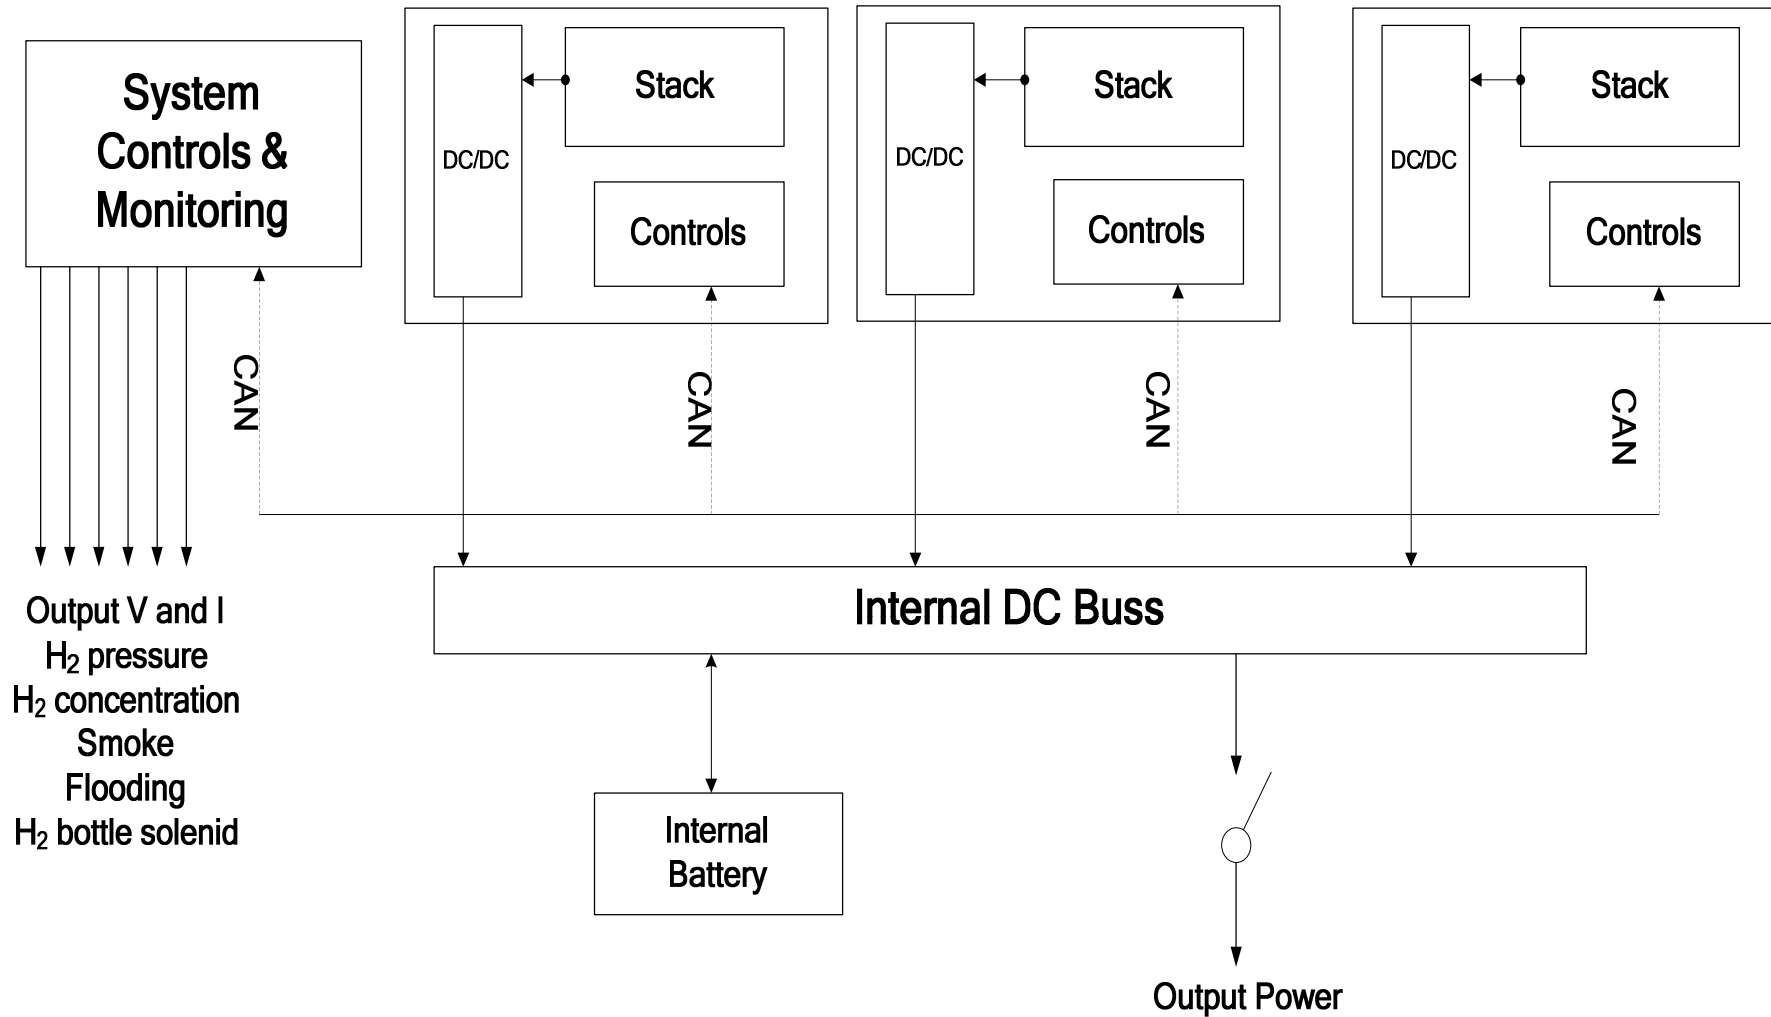 System
Controls &
Monitoring
Stack
DC/DC
Controls
Stack
DC/DC
Controls
Stack
DC/DC
Controls
CAN
CAN
CAN
CAN
Output V and I
H₂ pressure
H₂ concentration
Smoke
Flooding
H₂ bottle solenid
Internal DC Buss
Internal
Battery
Output Power